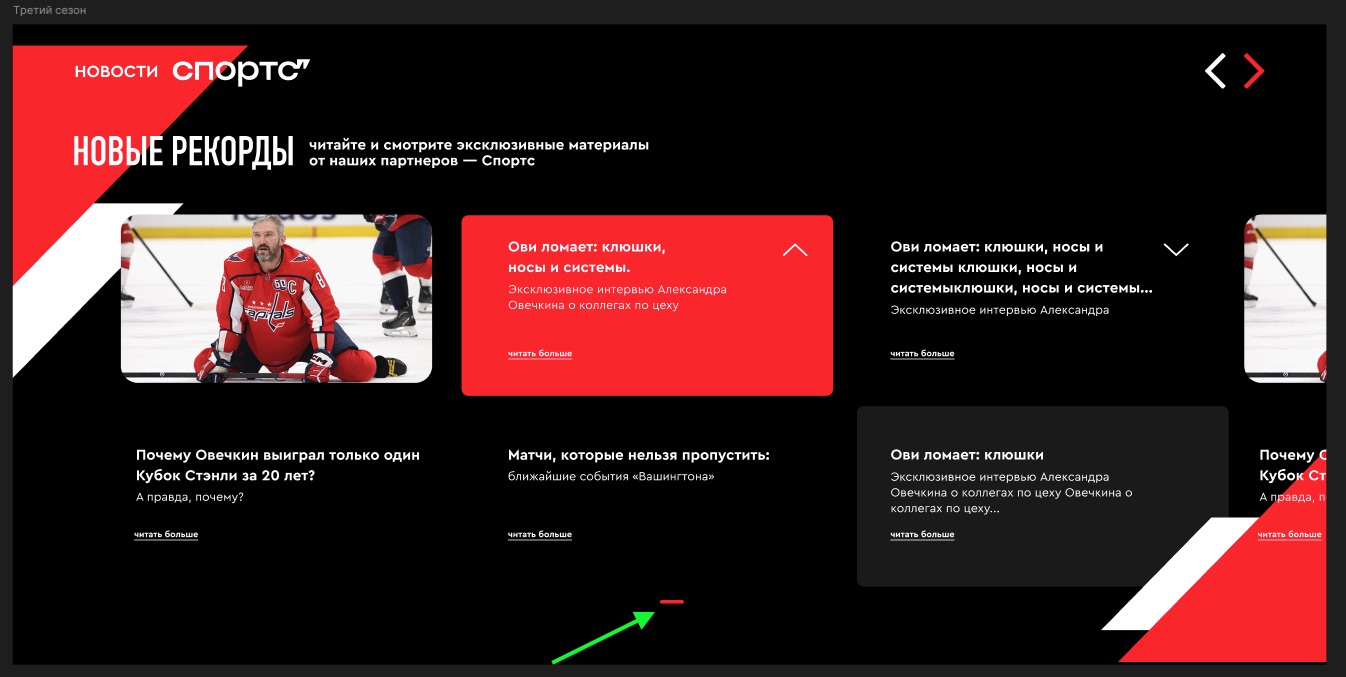 Третий сезон
НОВОСТИ спортс”
НОВЫЕ РЕКОРДЫ
читайте и смотрите эксклюзивные материалы
от наших партнеров — Спортс
Ови ломает: клюшки,
носы и системы.
Эксклюзивное интервью Александра
Овечкина о коллегах по цеху
читать больше
Ови ломает: клюшки, носы и
системы клюшки, носы и
системыклюшки, носы и системы...
Эксклюзивное интервью Александра
читать больше
capitals
Почему Овечкин выиграл только один
Кубок Стэнли за 20 лет?
А правда, почему?
читать больше
Матчи, которые нельзя пропустить:
ближайшие события «Вашингтона»
читать больше
Ови ломает: клюшки
Эксклюзивное интервью Александра
Овечкина о коллегах по цеху Овечкина о
коллегах по цеху...
читать больше
Почему О
Кубок Ст
А правда, п
читать больше